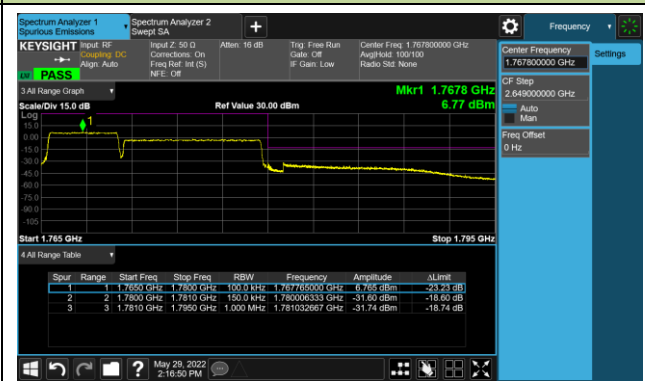 Spectrum Analyzer 1
Spurious Emissions
Spectrum Analyzer 2
Swept SA
Frequency
KEYSIGHT
Input: RF
Coupling: DC
Align: Auto
Input Z: 50 Ω
Corrections: On
Freq Ref: Int (S)
NFE: Off
Atten: 16 dB
Trig: Free Run
Gate: Off
IF Gain: Low
Center Freq: 1.767800000 GHz
Avg|Hold: 100/100
Radio Std: None
PASS
Center Frequency
1.767800000 GHz
Settings
CF Step
2.649000000 GHz
Auto
Man
Freq Offset
0 Hz
3 All Range Graph
Mkr1 1.7678 GHz
Scale/Div 15.0 dB
Ref Value 30.00 dBm
6.77 dBm
Log
1
15.0
0.00
-15.0
-30.0
-45.0
-60.0
-75.0
-90.0
-105
Start 1.765 GHz
Stop 1.795 GHz
4 All Range Table
Spur Range Start Freq Stop Freq RBW Frequency Amplitude ΔLimit
1 1 1.7650 GHz 1.7800 GHz 100.0 kHz 1.767765000 GHz 6.765 dBm -23.23 dB
2 2 1.7800 GHz 1.7810 GHz 150.0 kHz 1.780006333 GHz -31.60 dBm -18.60 dB
3 3 1.7810 GHz 1.7950 GHz 1.000 MHz 1.781032667 GHz -31.74 dBm -18.74 dB
May 29, 2022
2:16:50 PM